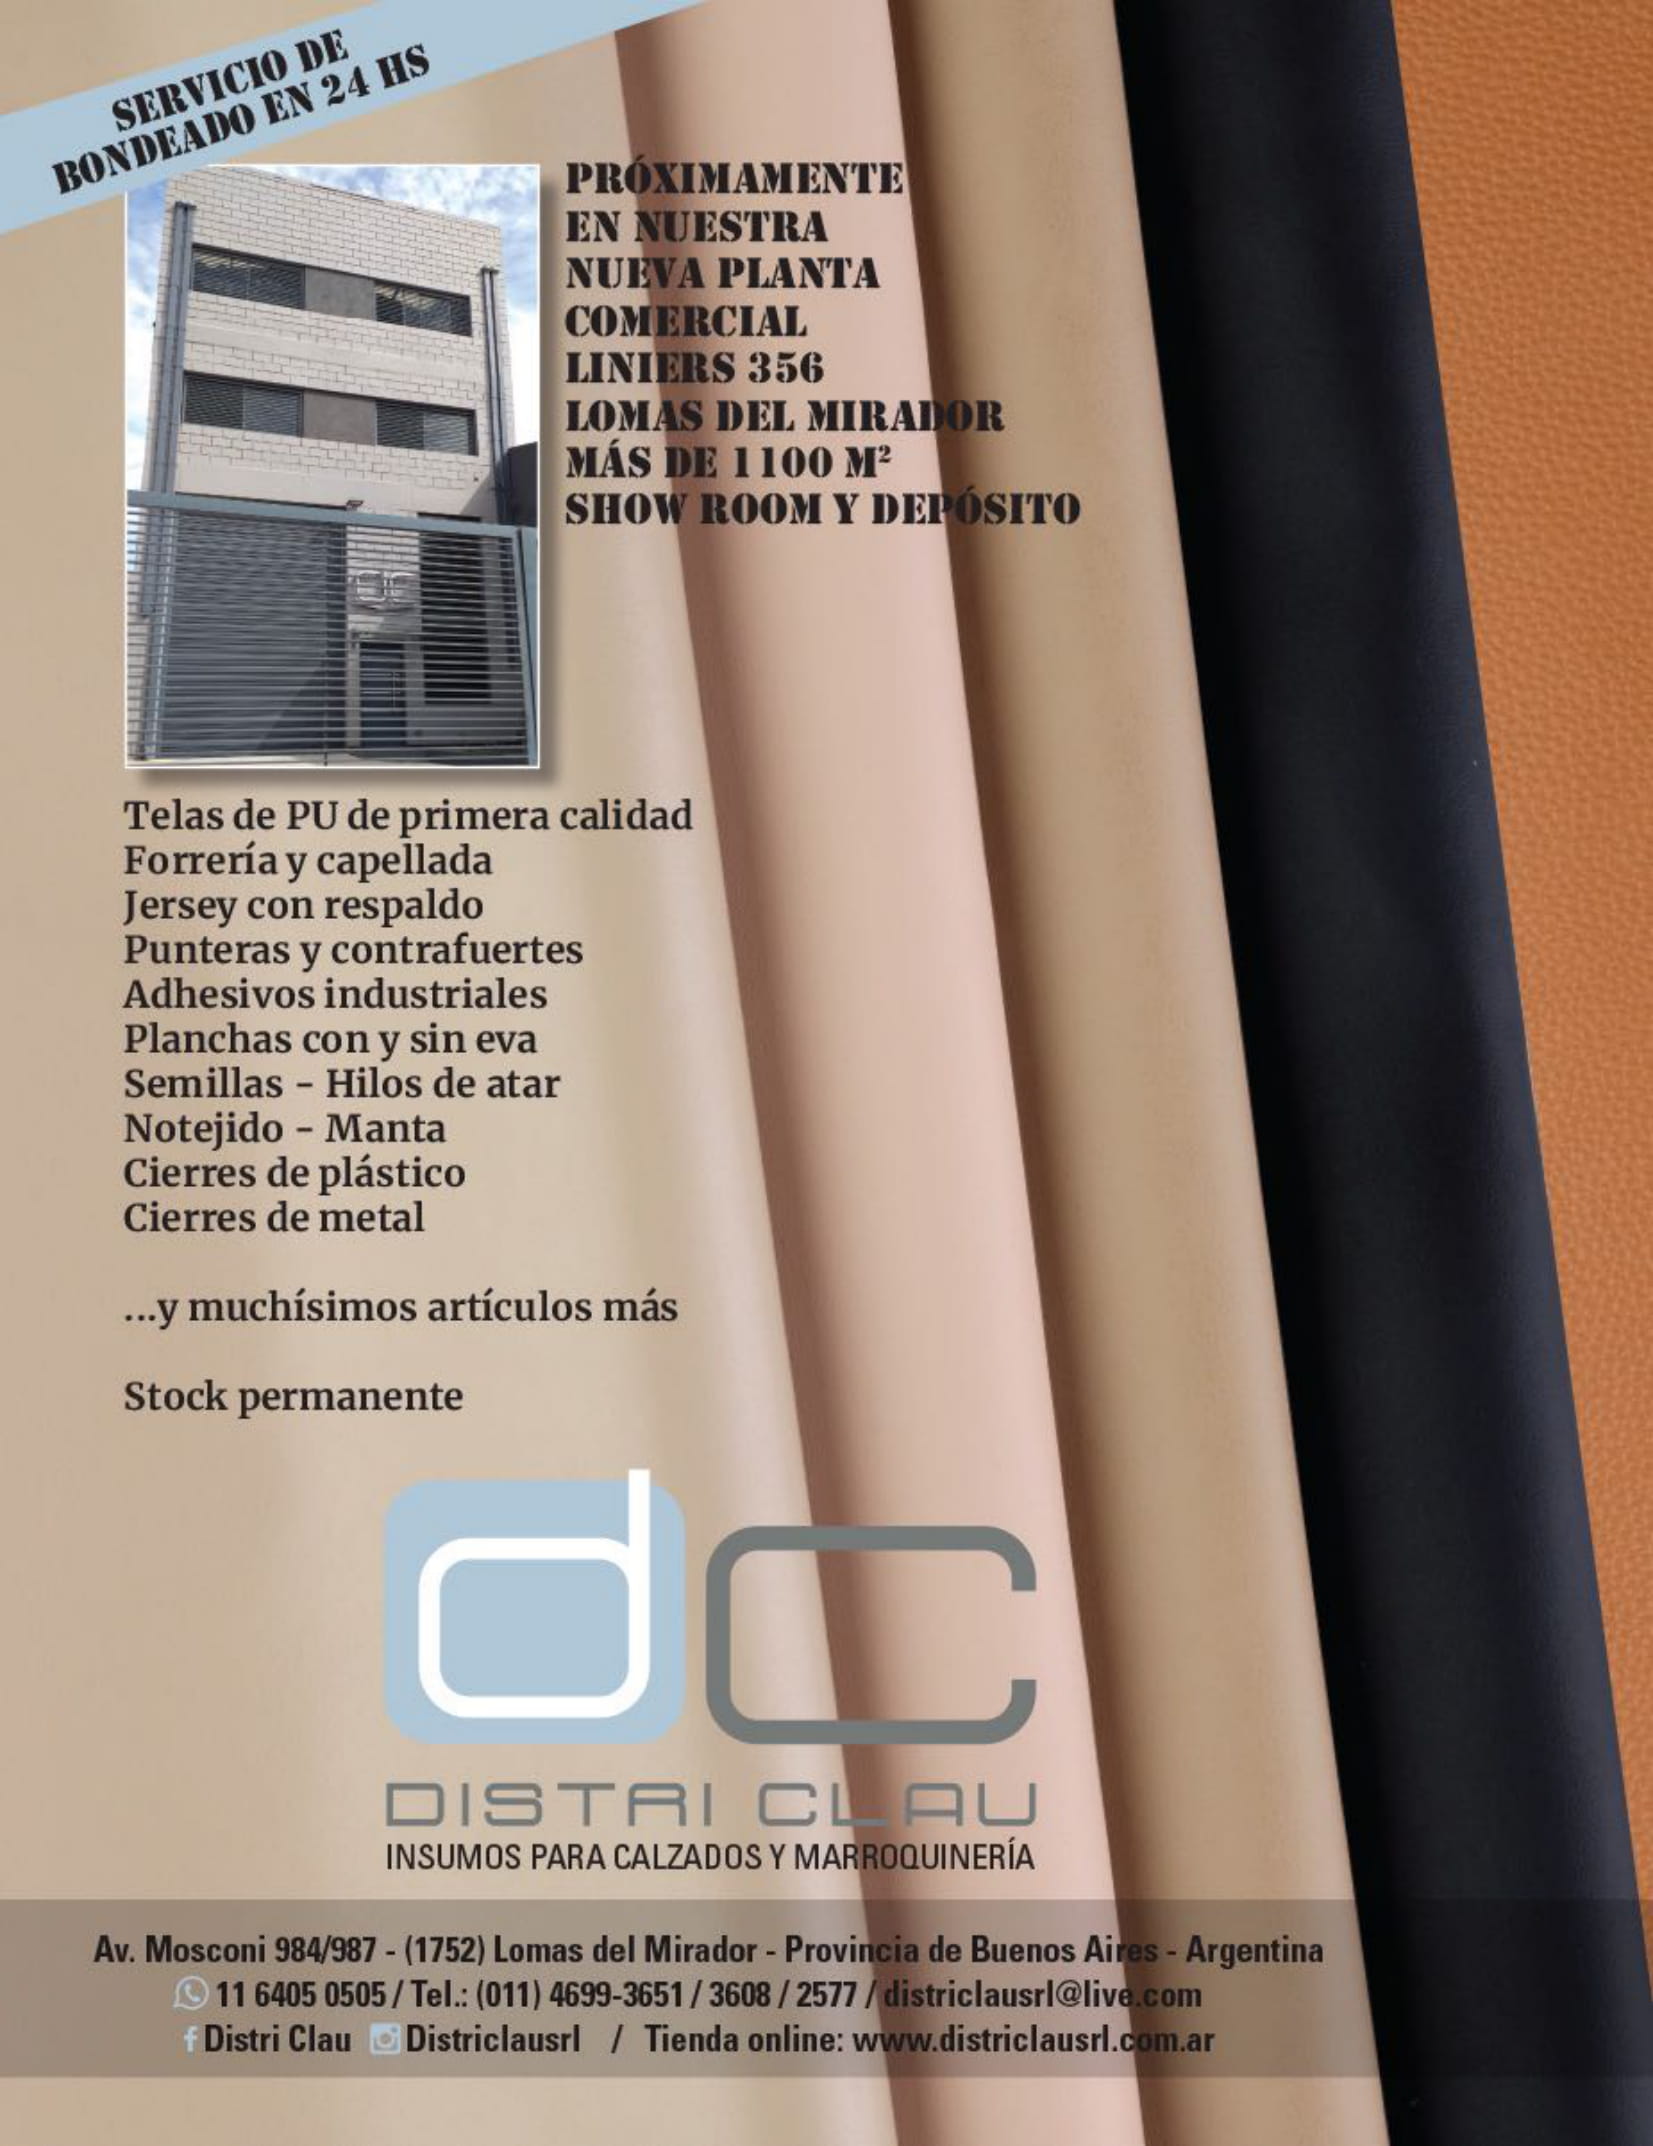 SERVICIO DE
BONDEADO EN 24 HS
PRÓXIMAMENTE
EN NUESTRA
NUEVA PLANTA
COMERCIAL
LINIERS 356
LOMAS DEL MIRADOR
MÁS DE 1100 M²
SHOW ROOM Y DEPÓSITO
dc
Telas de PU de primera calidad
Forrería y capellada
Jersey con respaldo
Punteras y contrafuertes
Adhesivos industriales
Planchas con y sin eva
Semillas - Hilos de atar
Notejido - Manta
Cierres de plástico
Cierres de metal
...y muchísimos artículos más
Stock permanente
dc
DISTRI CLAU
INSUMOS PARA CALZADOS Y MARROQUINERÍA
Av. Mosconi 984/987 - (1752) Lomas del Mirador - Provincia de Buenos Aires - Argentina
11 6405 0505 / Tel.: (011) 4699-3651 / 3608 / 2577 / districlausrl@live.com
f Distri Clau Districlausrl / Tienda online: www.districlausrl.com.ar